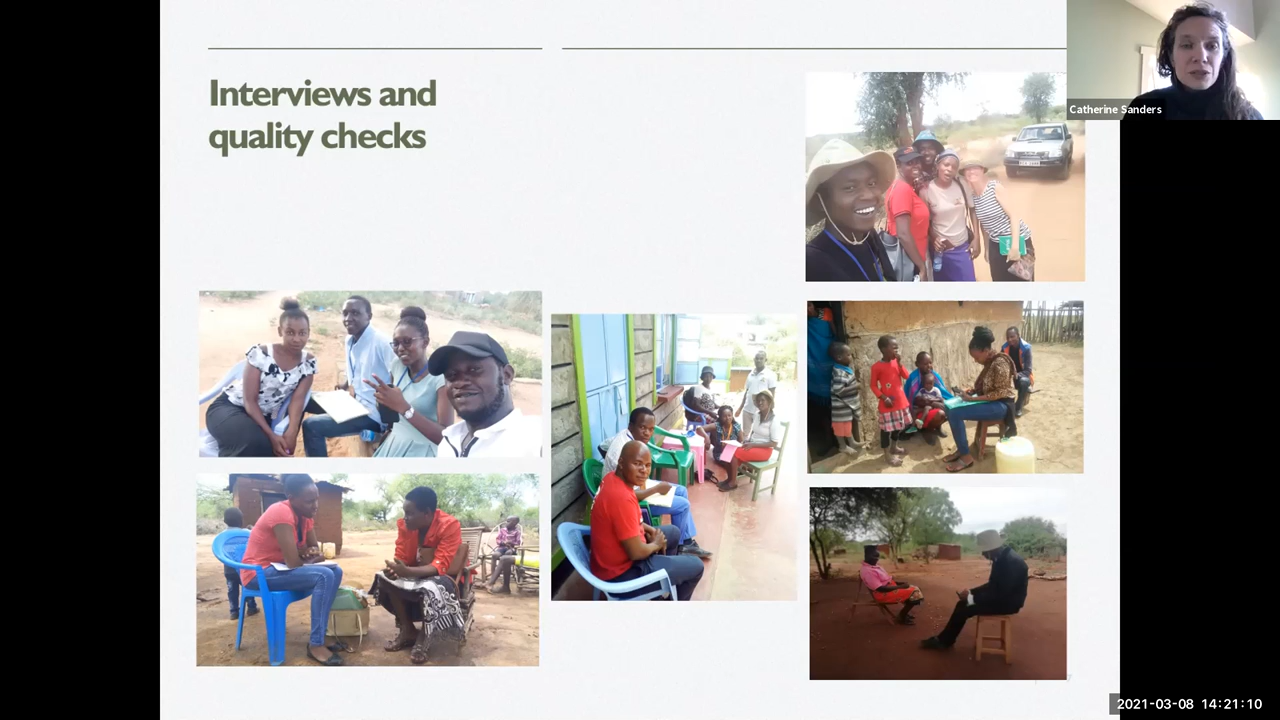 Interviews and
quality checks
Catherine Sanders
2021-03-08 14:21:10